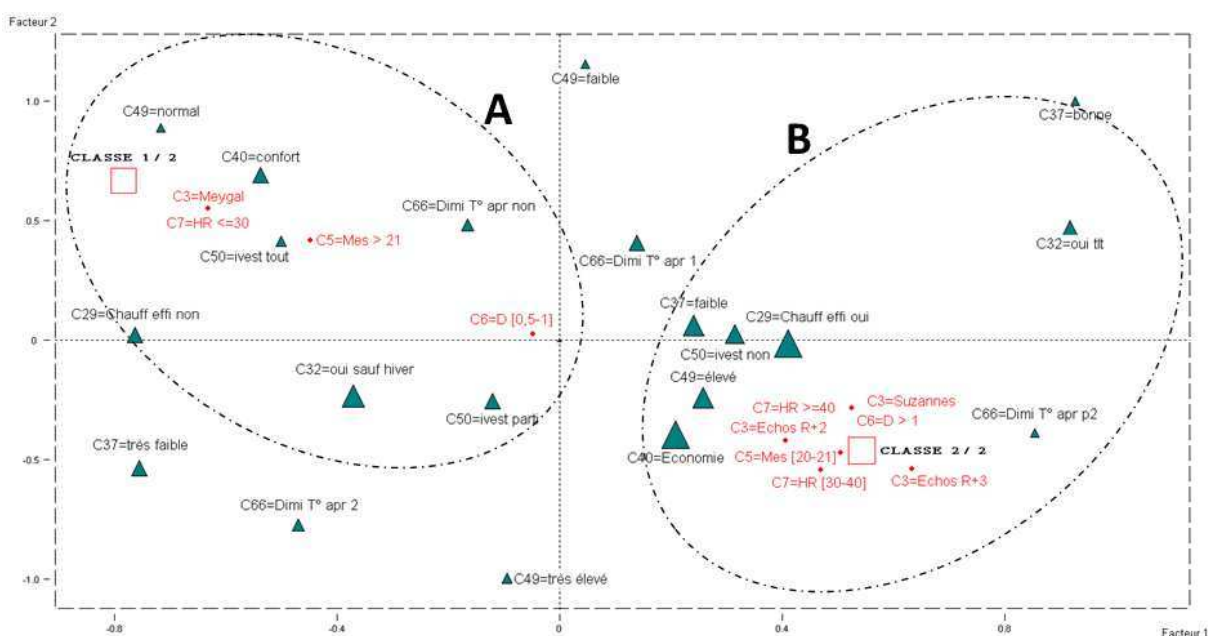 Facteur 2
C49=faible
A
1.0
C49=normal
C37=bonne
B
CLASSE 1 / 2
C40=confort
C3=Meygal
C66=Dimi T° apr non
0.5
C7=HR <=30
C5=Mes > 21
C32=oui tlt
C50=ivest tout
C66=Dimi T° apr 1
C37=faible
C29=Chauff effi non
C6=D [0,5-1]
C29=Chauff effi oui
0
C50=ivest non
C32=oui sauf hiver
C49=élevé
C3=Suzannes
C7=HR >=40
C50=ivest parti
C6=D > 1
C66=Dimi T° apr p2
C3=Echos R+2
C37=trés faible
CLASSE 2 / 2
C40=Economie
C5=Mes [20-21]
-0.5
C7=HR [30-40]
C3=Echos R+3
C66=Dimi T° apr 2
-1.0
C49=trés élevé
-0.8
-0.4
0
0.4
0.8
Facteur 1